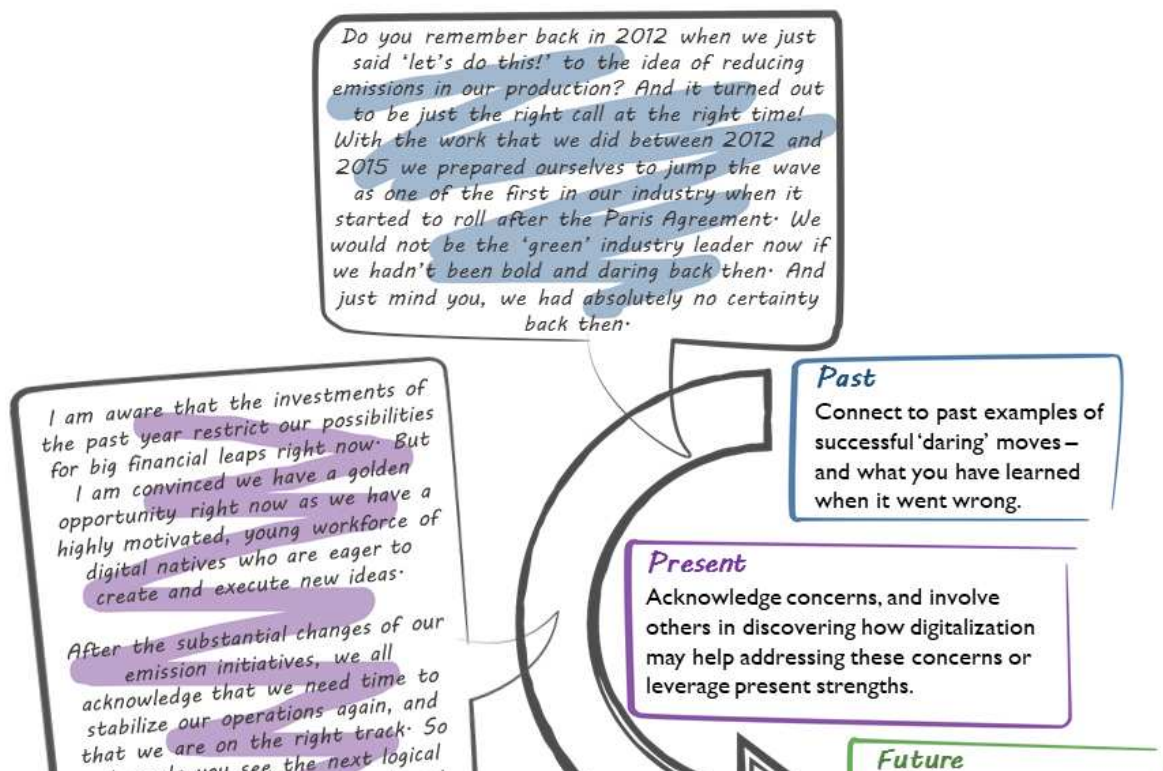 Do you remember back in 2012 when we just
said ‘let’s do this!’ to the idea of reducing
emissions in our production? And it turned out
to be just the right call at the right time!
With the work that we did between 2012 and
2015 we prepared ourselves to jump the wave
as one of the first in our industry when it
started to roll after the Paris Agreement. We
would not be the ‘green’ industry leader now if
we hadn’t been bold and daring back then. And
just mind you, we had absolutely no certainty
back then.
I am aware that the investments of
the past year restrict our possibilities
for big financial leaps right now. But
I am convinced we have a golden
opportunity right now as we have a
highly motivated, young workforce of
digital natives who are eager to
create and execute new ideas.
After the substantial changes of our
emission initiatives, we all
acknowledge that we need time to
stabilize our operations again, and
that we are on the right track. So
you see the next logical
Past
Connect to past examples of
successful ‘daring’ moves –
and what you have learned
when it went wrong.
Present
Acknowledge concerns, and involve
others in discovering how digitalization
may help addressing these concerns or
leverage present strengths.
Future